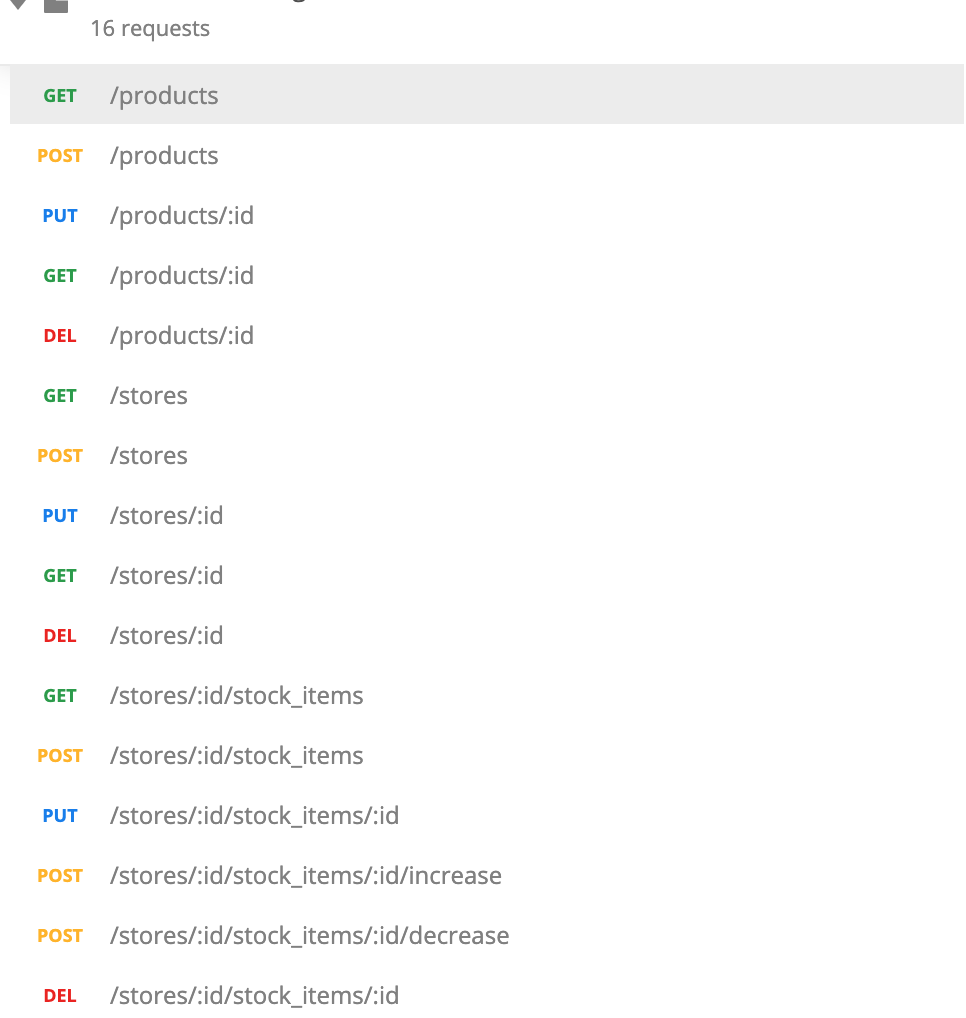 16 requests
GET /products
POST /products
PUT /products/:id
GET /products/:id
DEL /products/:id
GET /stores
POST /stores
PUT /stores/:id
GET /stores/:id
DEL /stores/:id
GET /stores/:id/stock_items
POST /stores/:id/stock_items
PUT /stores/:id/stock_items/:id
POST /stores/:id/stock_items/:id/increase
POST /stores/:id/stock_items/:id/decrease
DEL /stores/:id/stock_items/:id